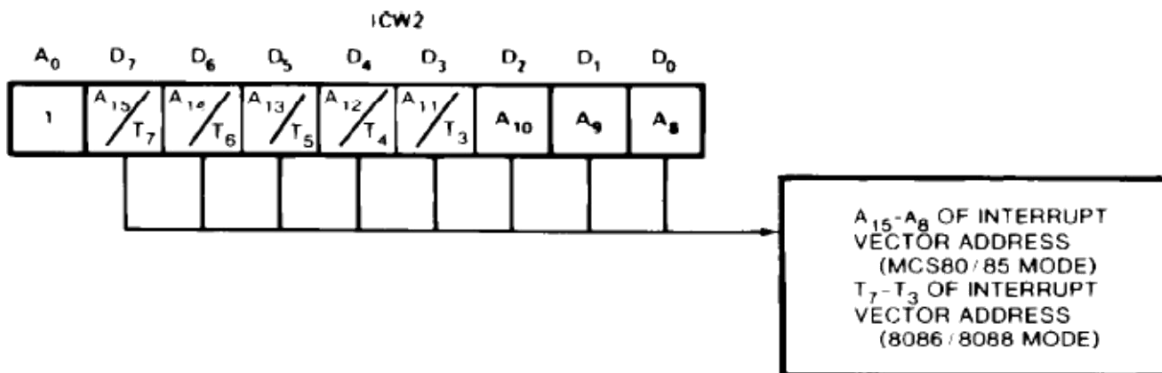 ICW2
A0 D7 D6 D5 D4 D3 D2 D1 D0
1 A15/T7 A14/T6 A13/T5 A12/T4 A11/T3 A10 A9 A8
A15-A8 OF INTERRUPT
VECTOR ADDRESS
(MCS80/85 MODE)
T7-T3 OF INTERRUPT
VECTOR ADDRESS
(8086/8088 MODE)